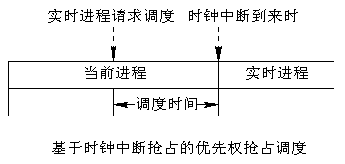 实时进程请求调度 时钟中断到来时
当前进程 实时进程
调度时间
基于时钟中断抢占的优先权抢占调度